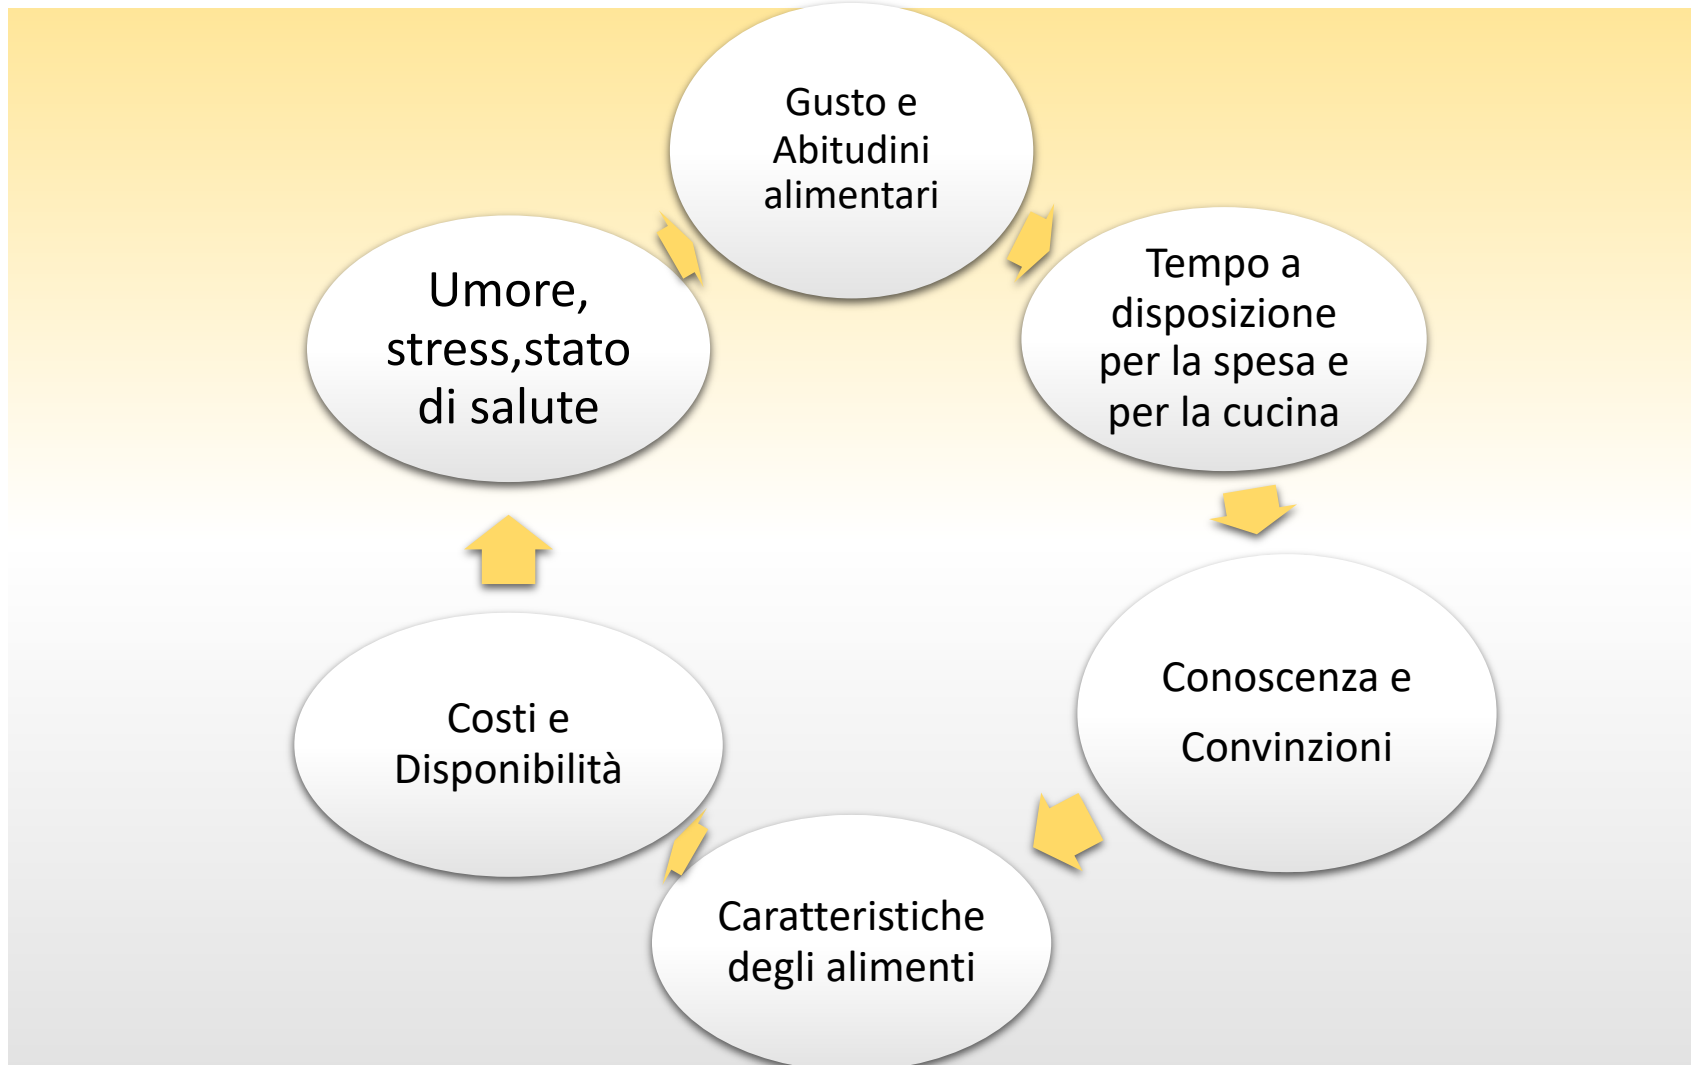 Gusto e
Abitudini
alimentari
Tempo a
disposizione
per la spesa e
per la cucina
Conoscenza e
Convinzioni
Caratteristiche
degli alimenti
Costi e
Disponibilità
Umore,
stress,stato
di salute